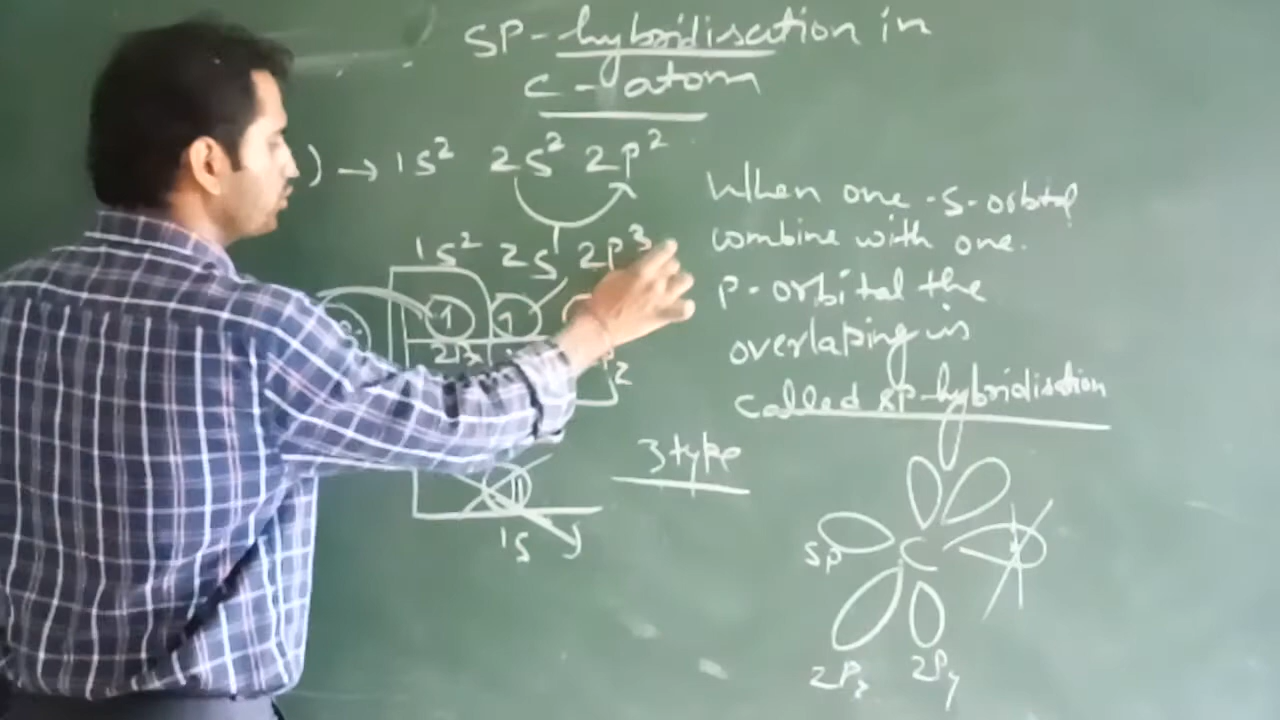 SP-hybridisation in
C-atom
) → 1s² 2s² 2p²
1s² 2s 2p³
2
1s
3 type
When one-s-orbital
combine with one.
p-orbital the
overlaping is
called sp-hybridisation
C
sp
2Pz 2Py